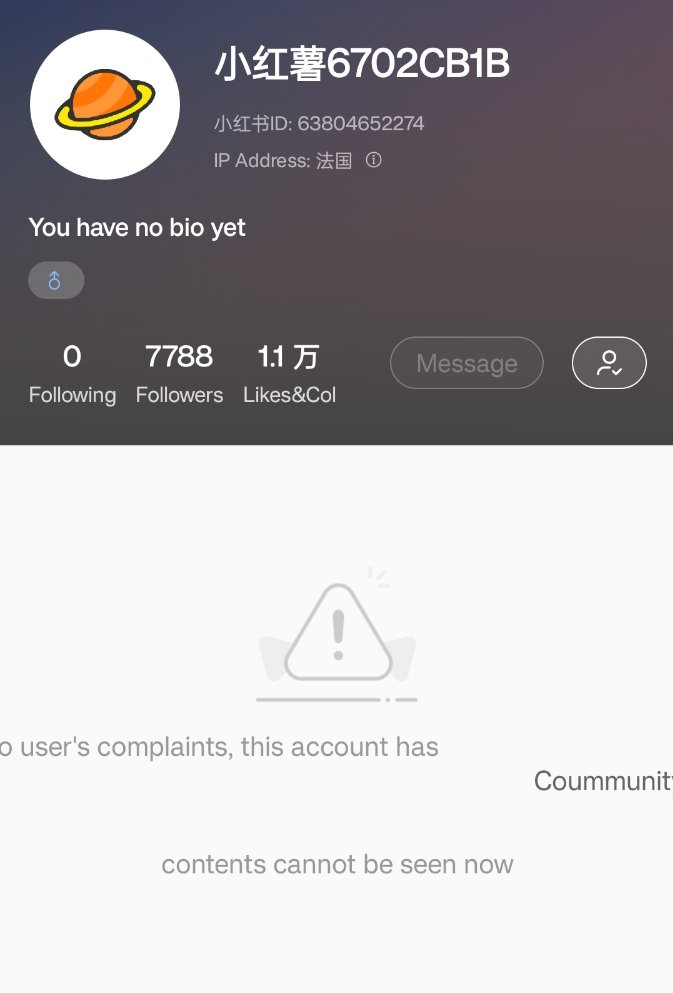 小红薯6702CB1B
小红书ID: 63804652274
IP Address: 法国
You have no bio yet
0 7788 1.1 万
Following Followers Likes&Col
Message
o user's complaints, this account has
Coummunity
contents cannot be seen now